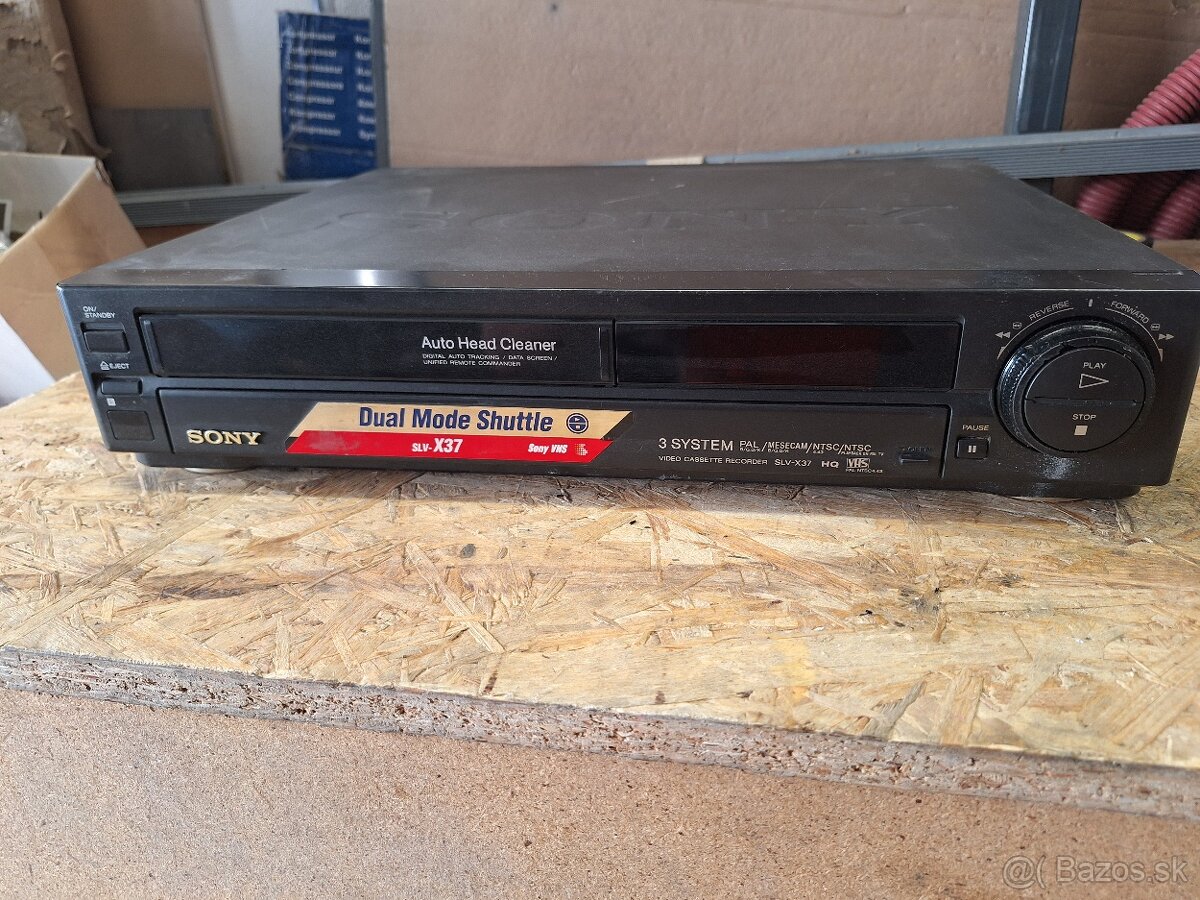 SONY
ON/
STANDBY
EJECT
Auto Head Cleaner
DIGITAL AUTO TRACKING / DATA SCREEN /
UNIFIED REMOTE COMMANDER
REVERSE
FORWARD
PLAY
STOP
PAUSE
SONY
Dual Mode Shuttle
SLV-X37
Sony VHS
3 SYSTEM PAL /MESECAM/NTSC/NTSC
VIDEO CASSETTE RECORDER SLV-X37 HQ VHS
Kompressor
@( Bazos.sk